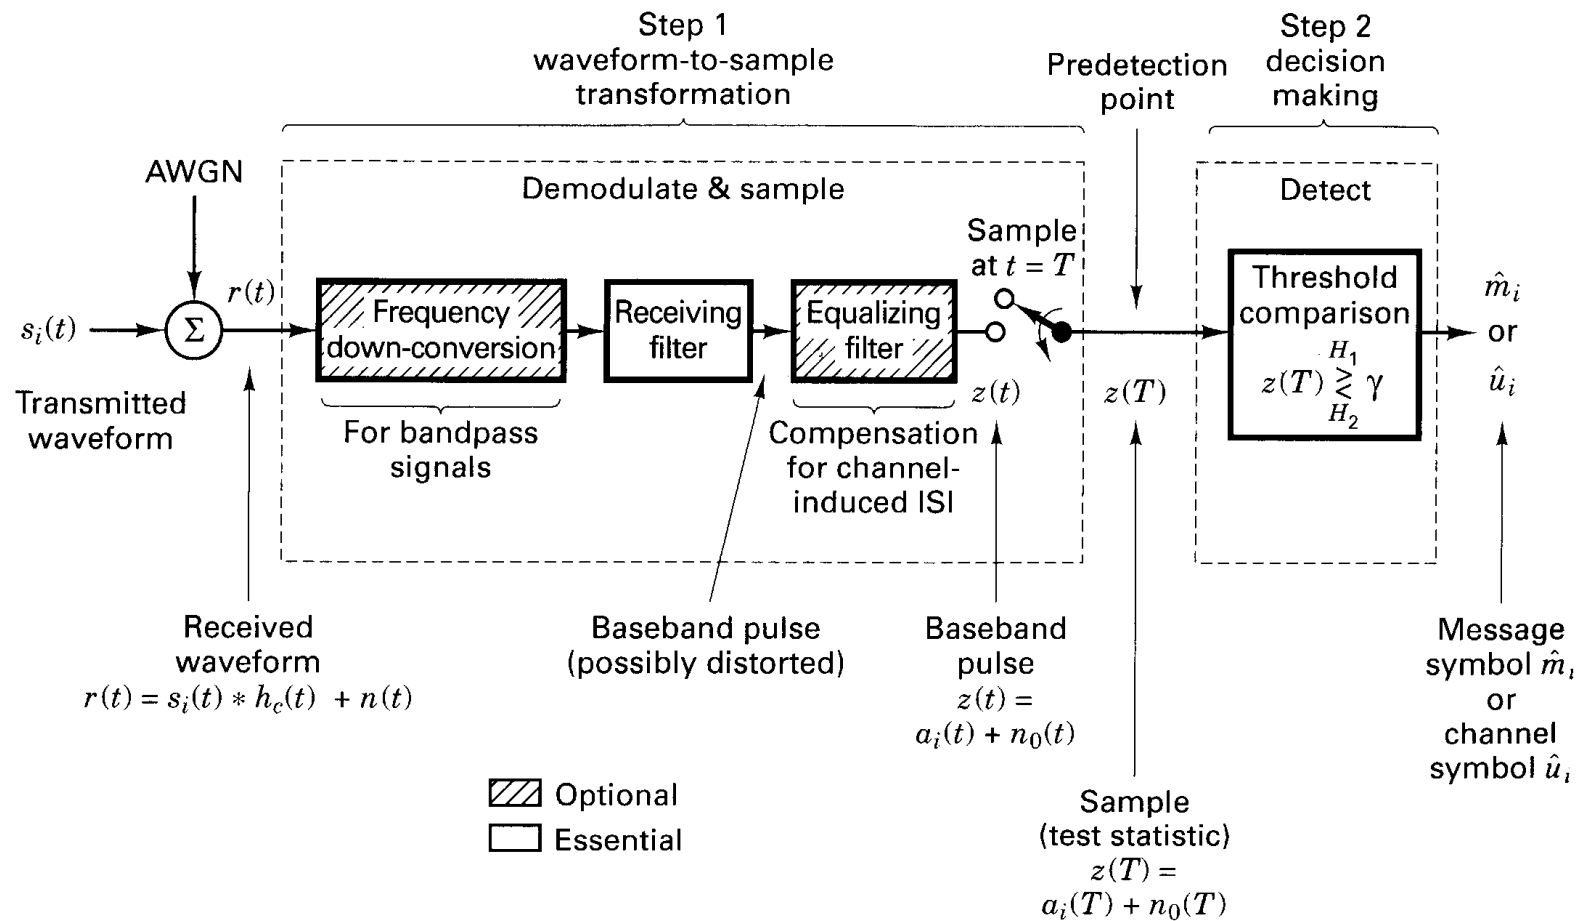 Step 1
waveform-to-sample
transformation
Predetection
point
Step 2
decision
making
AWGN
Demodulate & sample
Detect
Sample
at t = T
r(t)
s_i(t)
Σ
Frequency
down-conversion
Receiving
filter
Equalizing
filter
Threshold
comparison
H_1
z(T) ≷ γ
H_2
m̂_i
or
û_i
z(t)
z(T)
Transmitted
waveform
For bandpass
signals
Compensation
for channel-
induced ISI
Received
waveform
r(t) = s_i(t) * h_c(t) + n(t)
Baseband pulse
(possibly distorted)
Baseband
pulse
z(t) =
a_i(t) + n_0(t)
Message
symbol m̂_i
or
channel
symbol û_i
Optional
Essential
Sample
(test statistic)
z(T) =
a_i(T) + n_0(T)